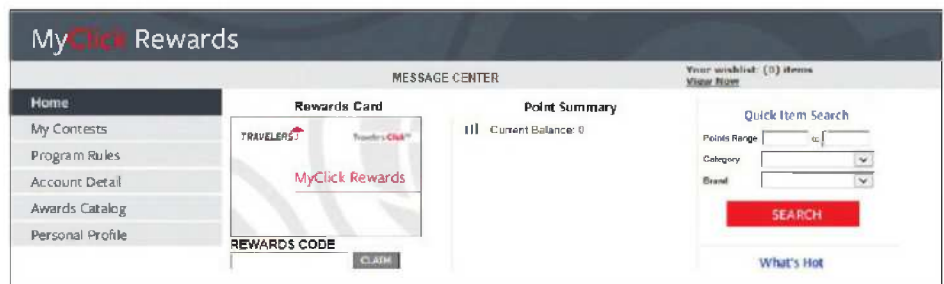 MyClick Rewards
MESSAGE CENTER
Your wishlist: (0) items
View Now
Home
My Contests
Program Rules
Account Detail
Awards Catalog
Personal Profile
Rewards Card
TRAVELERS
Travelers Click™
MyClick Rewards
REWARDS CODE
CLAIM
Point Summary
Current Balance: 0
Quick Item Search
Points Range to
Category
Brand
SEARCH
What's Hot